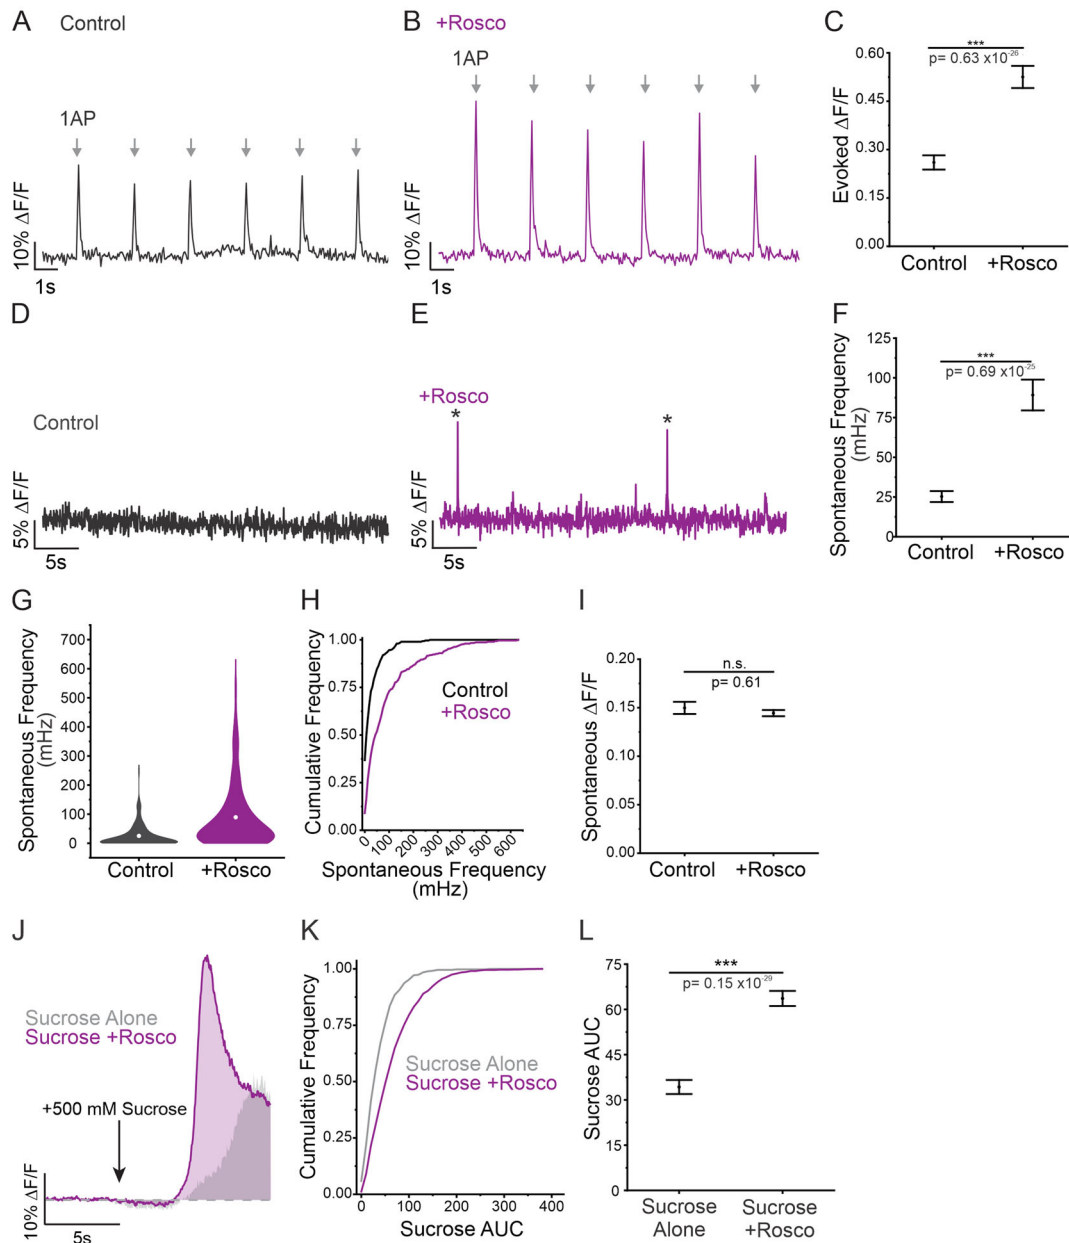 A Control
1AP
10% ΔF/F
1s
B +Rosco
1AP
10% ΔF/F
1s
C
***
p= 0.63 x10-26
Evoked ΔF/F
0.60
0.45
0.30
0.15
0.00
Control +Rosco
D
Control
5% ΔF/F
5s
E
+Rosco
* *
5% ΔF/F
5s
F
***
p= 0.69 x10-25
Spontaneous Frequency
(mHz)
125
100
75
50
25
0
Control +Rosco
G
Spontaneous Frequency
(mHz)
700
600
500
400
300
200
100
0
Control +Rosco
H
Cumulative Frequency
1.00
0.75
0.50
0.25
0.00
Control
+Rosco
0 100 200 300 400 500 600
Spontaneous Frequency
(mHz)
I
Spontaneous ΔF/F
0.20
0.15
0.10
0.05
0.00
n.s.
p= 0.61
Control +Rosco
J
Sucrose Alone
Sucrose +Rosco
+500 mM Sucrose
10% ΔF/F
5s
K
Cumulative Frequency
1.00
0.75
0.50
0.25
0.00
Sucrose Alone
Sucrose +Rosco
0 100 200 300 400
Sucrose AUC
L
***
p= 0.15 x10-29
Sucrose AUC
75
60
45
30
15
0
Sucrose Sucrose
Alone +Rosco